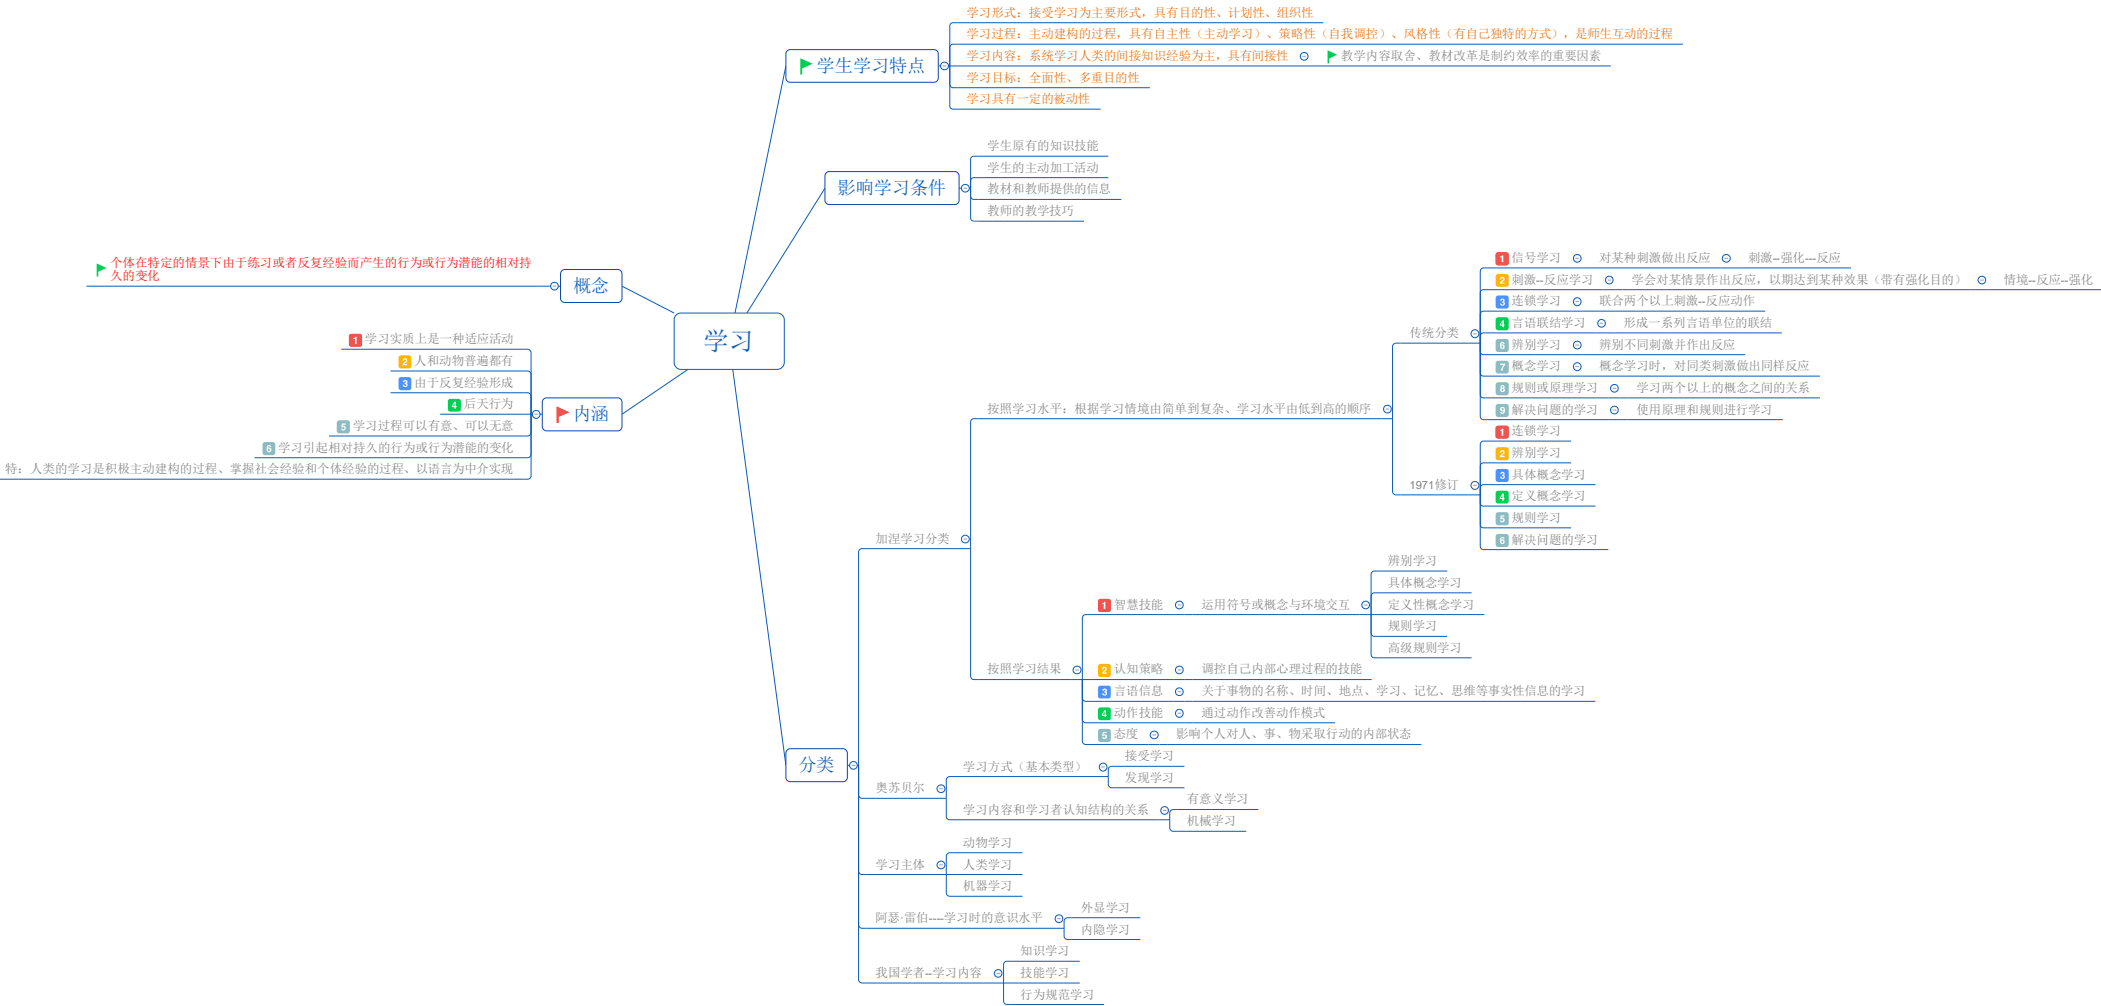 学习
概念
个体在特定的情景下由于练习或者反复经验而产生的行为或行为潜能的相对持
久的变化
内涵
1 学习实质上是一种适应活动
2 人和动物普遍都有
3 由于反复经验形成
4 后天行为
5 学习过程可以有意、可以无意
6 学习引起相对持久的行为或行为潜能的变化
特：人类的学习是积极主动建构的过程、掌握社会经验和个体经验的过程、以语言为中介实现
学生学习特点
学习形式：接受学习为主要形式，具有目的性、计划性、组织性
学习过程：主动建构的过程，具有自主性（主动学习）、策略性（自我调控）、风格性（有自己独特的方式），是师生互动的过程
学习内容：系统学习人类的间接知识经验为主，具有间接性 教学内容取舍、教材改革是制约效率的重要因素
学习目标：全面性、多重目的性
学习具有一定的被动性
影响学习条件
学生原有的知识技能
学生的主动加工活动
教材和教师提供的信息
教师的教学技巧
分类
加涅学习分类
按照学习水平：根据学习情境由简单到复杂、学习水平由低到高的顺序
传统分类
1 信号学习 对某种刺激做出反应 刺激--强化---反应
2 刺激--反应学习 学会对某情景作出反应，以期达到某种效果（带有强化目的） 情境--反应--强化
3 连锁学习 联合两个以上刺激--反应动作
4 言语联结学习 形成一系列言语单位的联结
6 辨别学习 辨别不同刺激并作出反应
7 概念学习 概念学习时，对同类刺激做出同样反应
8 规则或原理学习 学习两个以上的概念之间的关系
9 解决问题的学习 使用原理和规则进行学习
1971修订
1 连锁学习
2 辨别学习
3 具体概念学习
4 定义概念学习
5 规则学习
6 解决问题的学习
按照学习结果
1 智慧技能 运用符号或概念与环境交互
辨别学习
具体概念学习
定义性概念学习
规则学习
高级规则学习
2 认知策略 调控自己内部心理过程的技能
3 言语信息 关于事物的名称、时间、地点、学习、记忆、思维等事实性信息的学习
4 动作技能 通过动作改善动作模式
5 态度 影响个人对人、事、物采取行动的内部状态
奥苏贝尔
学习方式（基本类型）
接受学习
发现学习
学习内容和学习者认知结构的关系
有意义学习
机械学习
学习主体
动物学习
人类学习
机器学习
阿瑟·雷伯----学习时的意识水平
外显学习
内隐学习
我国学者--学习内容
知识学习
技能学习
行为规范学习